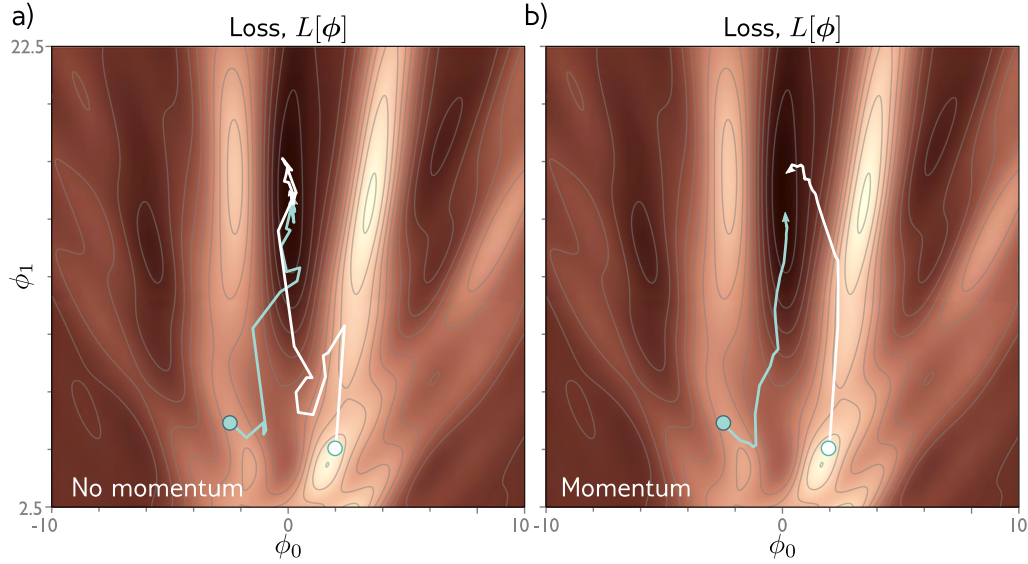 a)
Loss, L[ϕ]
22.5
ϕ₁
2.5
No momentum
-10
0
10
ϕ₀
b)
Loss, L[ϕ]
Momentum
-10
0
10
ϕ₀